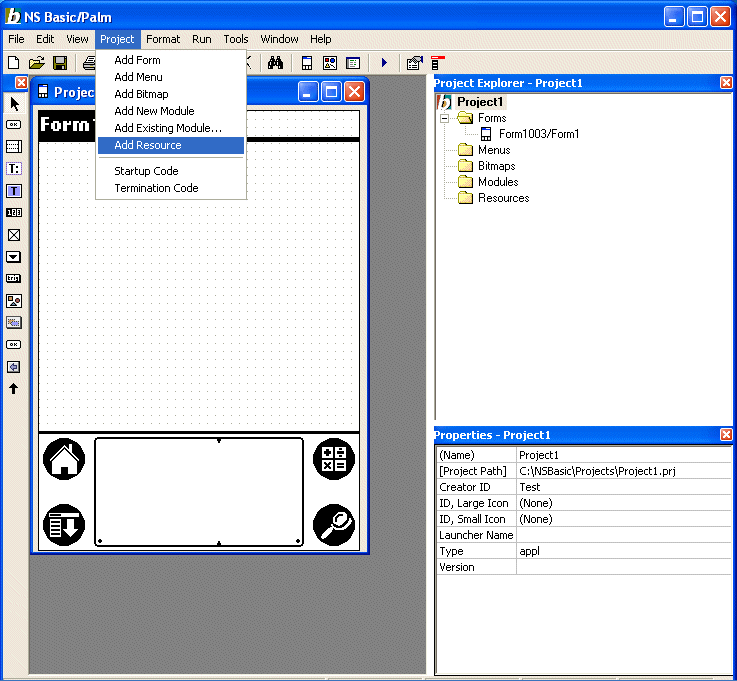 NS Basic/Palm
File Edit View Project Format Run Tools Window Help
Add Form
Add Menu
Add Bitmap
Add New Module
Add Existing Module...
Add Resource
Startup Code
Termination Code
Projec
Form1
Project Explorer - Project1
Project1
Forms
Form1003/Form1
Menus
Bitmaps
Modules
Resources
Properties - Project1
(Name) Project1
[Project Path] C:\NSBasic\Projects\Project1.prj
Creator ID Test
ID, Large Icon (None)
ID, Small Icon (None)
Launcher Name
Type appl
Version